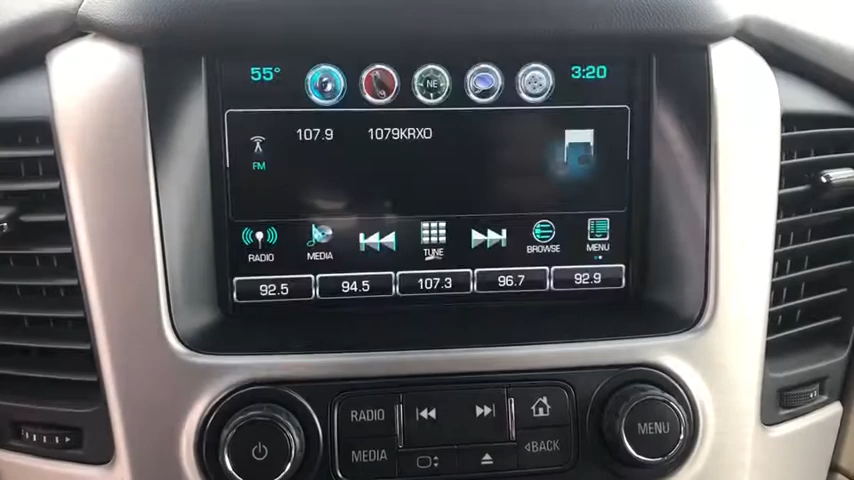 55°
NE
3:20
107.9 1079KRXO
FM
RADIO MEDIA TUNE BROWSE MENU
92.5 94.5 107.3 96.7 92.9
RADIO
MEDIA
BACK
MENU